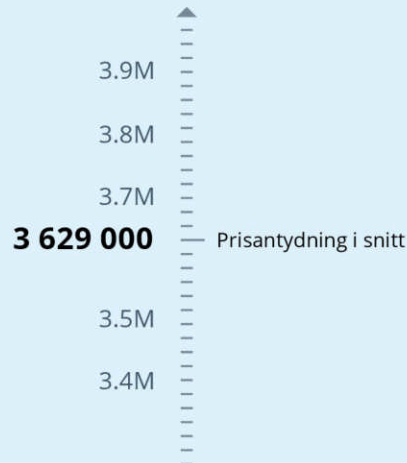 3.9M
3.8M
3.7M
3 629 000 Prisantydning i snitt
3.5M
3.4M